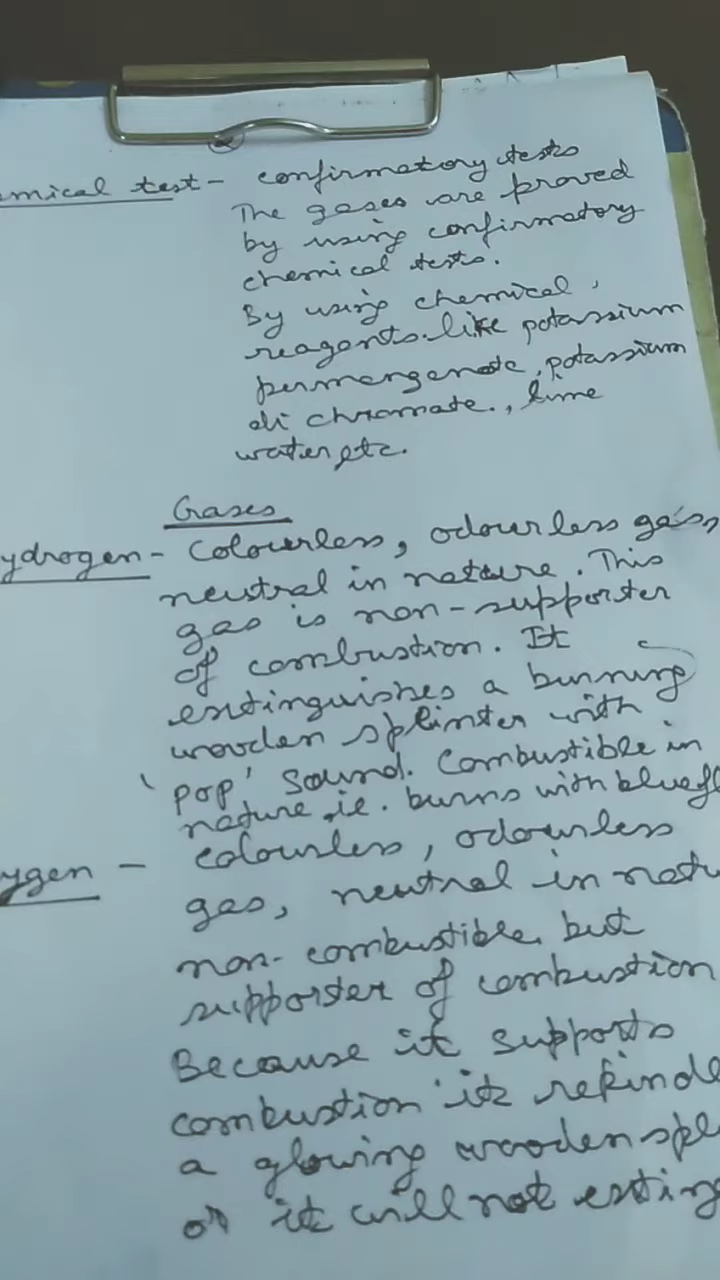 emical test - confirmatory tests
The gases are proved
by using confirmatory
chemical tests.
By using chemical,
reagents. like potassium
permangenate, potassium
di chromate., lime
water, etc.
Gases
ydrogen - Colourless, odourless gas,
neutral in nature. This
gas is non-supporter
of combustion. It
extinguishes a burning
wooden splinter with
'pop' sound. Combustible in
nature i.e. burns with blue fl
ygen - colourless, odourless
gas, neutral in natu
non-combustible, but
supporter of combustion
Because it supports
combustion it rekindle
a glowing wooden spl
or it will not exting